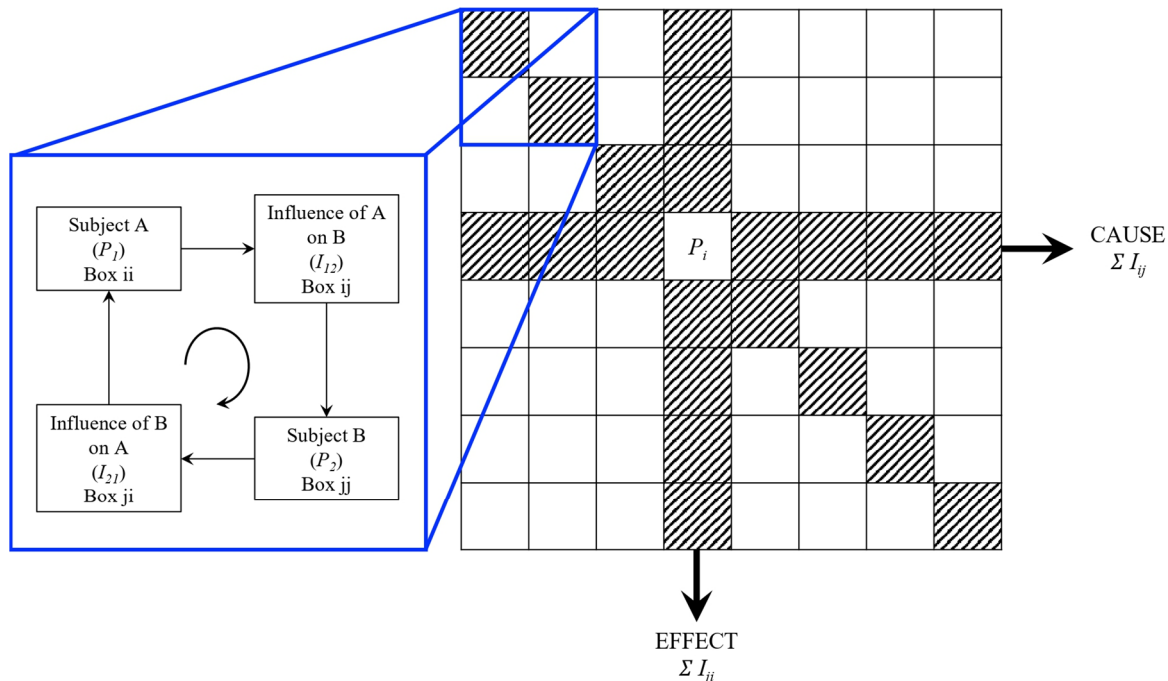 Subject A
(P1)
Box ii
Influence of A
on B
(I12)
Box ij
Influence of B
on A
(I21)
Box ji
Subject B
(P2)
Box jj
Pi
CAUSE
Σ Iij
EFFECT
Σ Iji